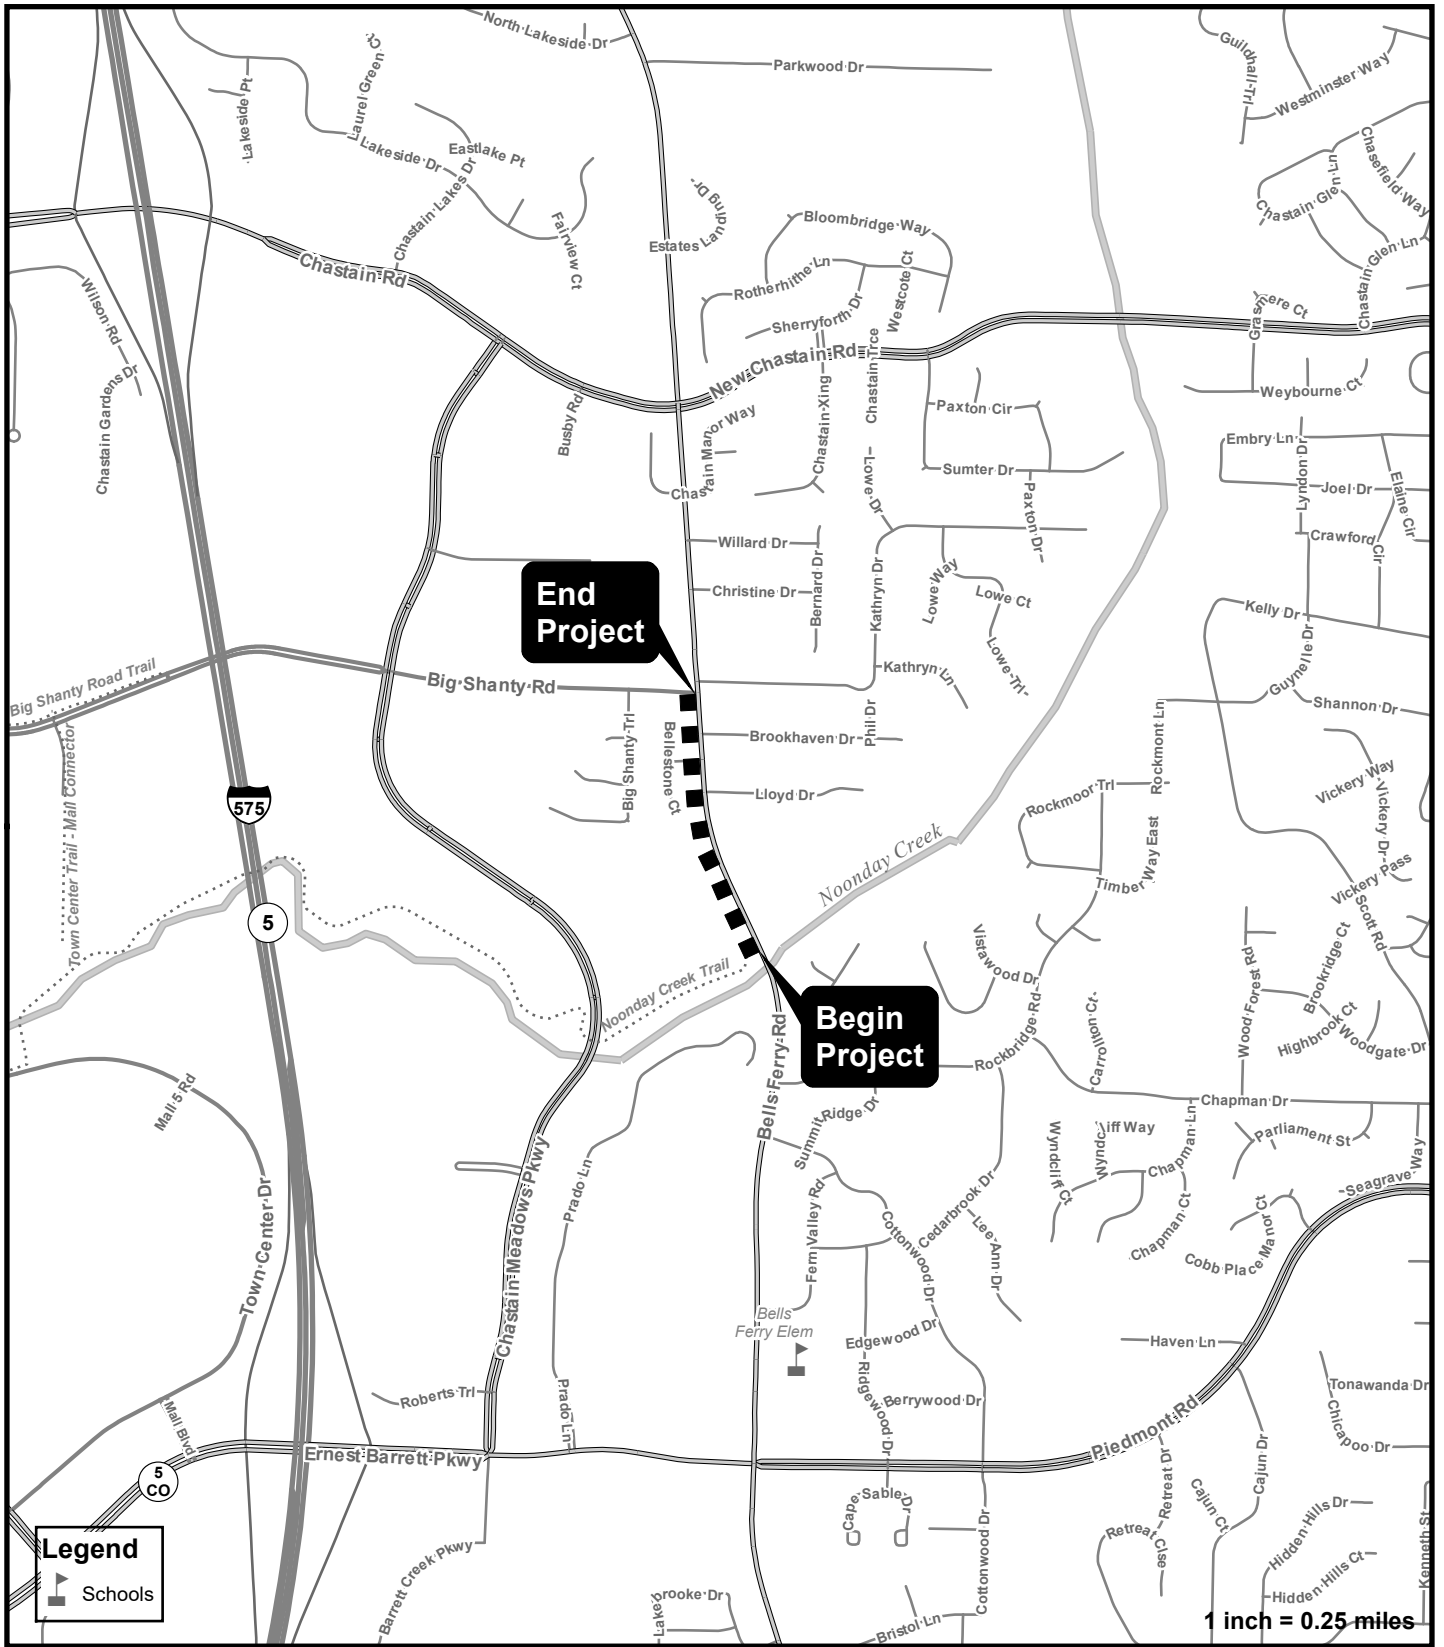 North Lakeside Dr
Parkwood Dr
Guildhall Trl
Westminster Way
Lakeside Pt
Laurel Green Ct
Lakeside Dr
Eastlake Pt
Chastain Lakes Dr
Fairview Ct
Estates Landing Dr
Bloombridge Way
Rotherhithe Ln
Sherryforth Dr
Westcote Ct
Chasefield Way
Chastain Glen Ln
Chastain Glen Ln
Chastain Rd
Wilson Rd
Chastain Gardens Dr
Busby Rd
New Chastain Rd
Chastain Trce
Chastain Xing
Chastain Manor Way
Grasmere Ct
Weybourne Ct
Paxton Cir
Sumter Dr
Paxton Dr
Lowe Dr
Embry Ln
Lyndon Dr
Joel Dr
Elaine Cir
Crawford Cir
Willard Dr
Christine Dr
Bernard Dr
Kathryn Dr
Lowe Way
Lowe Ct
Lowe Trl
Kathryn Ln
Kelly Dr
Guynelle Dr
Shannon Dr
End
Project
Big Shanty Road Trail
Big Shanty Rd
Big Shanty Trl
Bellestone Ct
Brookhaven Dr
Phil Dr
Lloyd Dr
Rockmont Ln
Rockmoor Trl
Timber Way East
Vickery Way
Vickery Dr
Vickery Pass
Scott Rd
Town Center Trail - Mall Connector
575
5
Noonday Creek
Noonday Creek Trail
Vistawood Dr
Rockbridge Rd
Carrollton Ct
Wood Forest Rd
Brookridge Ct
Highbrook Ct
Woodgate Dr
Begin
Project
Bells Ferry Rd
Mall 5 Rd
Town Center Dr
Chastain Meadows Pkwy
Prado Ln
Summit Ridge Dr
Fern Valley Rd
Cottonwood Dr
Cedarbrook Dr
Lee Ann Dr
Wyndcliff Ct
Wyndcliff Way
Chapman Ln
Chapman Dr
Chapman Ct
Parliament St
Seagrave Way
Cobb Place Manor Ct
Bells
Ferry Elem
Edgewood Dr
Ridgewood Dr
Berrywood Dr
Haven Ln
Tonawanda Dr
Chicapoo Dr
Roberts Trl
Prado Ln
Mall Blvd
Ernest Barrett Pkwy
Piedmont Rd
5
CO
Cape Sable Dr
Cottonwood Dr
Retreat Dr
Retreat Clse
Cajun Ct
Cajun Dr
Hidden Hills Dr
Hidden Hills Ct
Kenneth St
Barrett Creek Pkwy
Lakebrooke Dr
Bristol Ln
Legend
Schools
1 inch = 0.25 miles